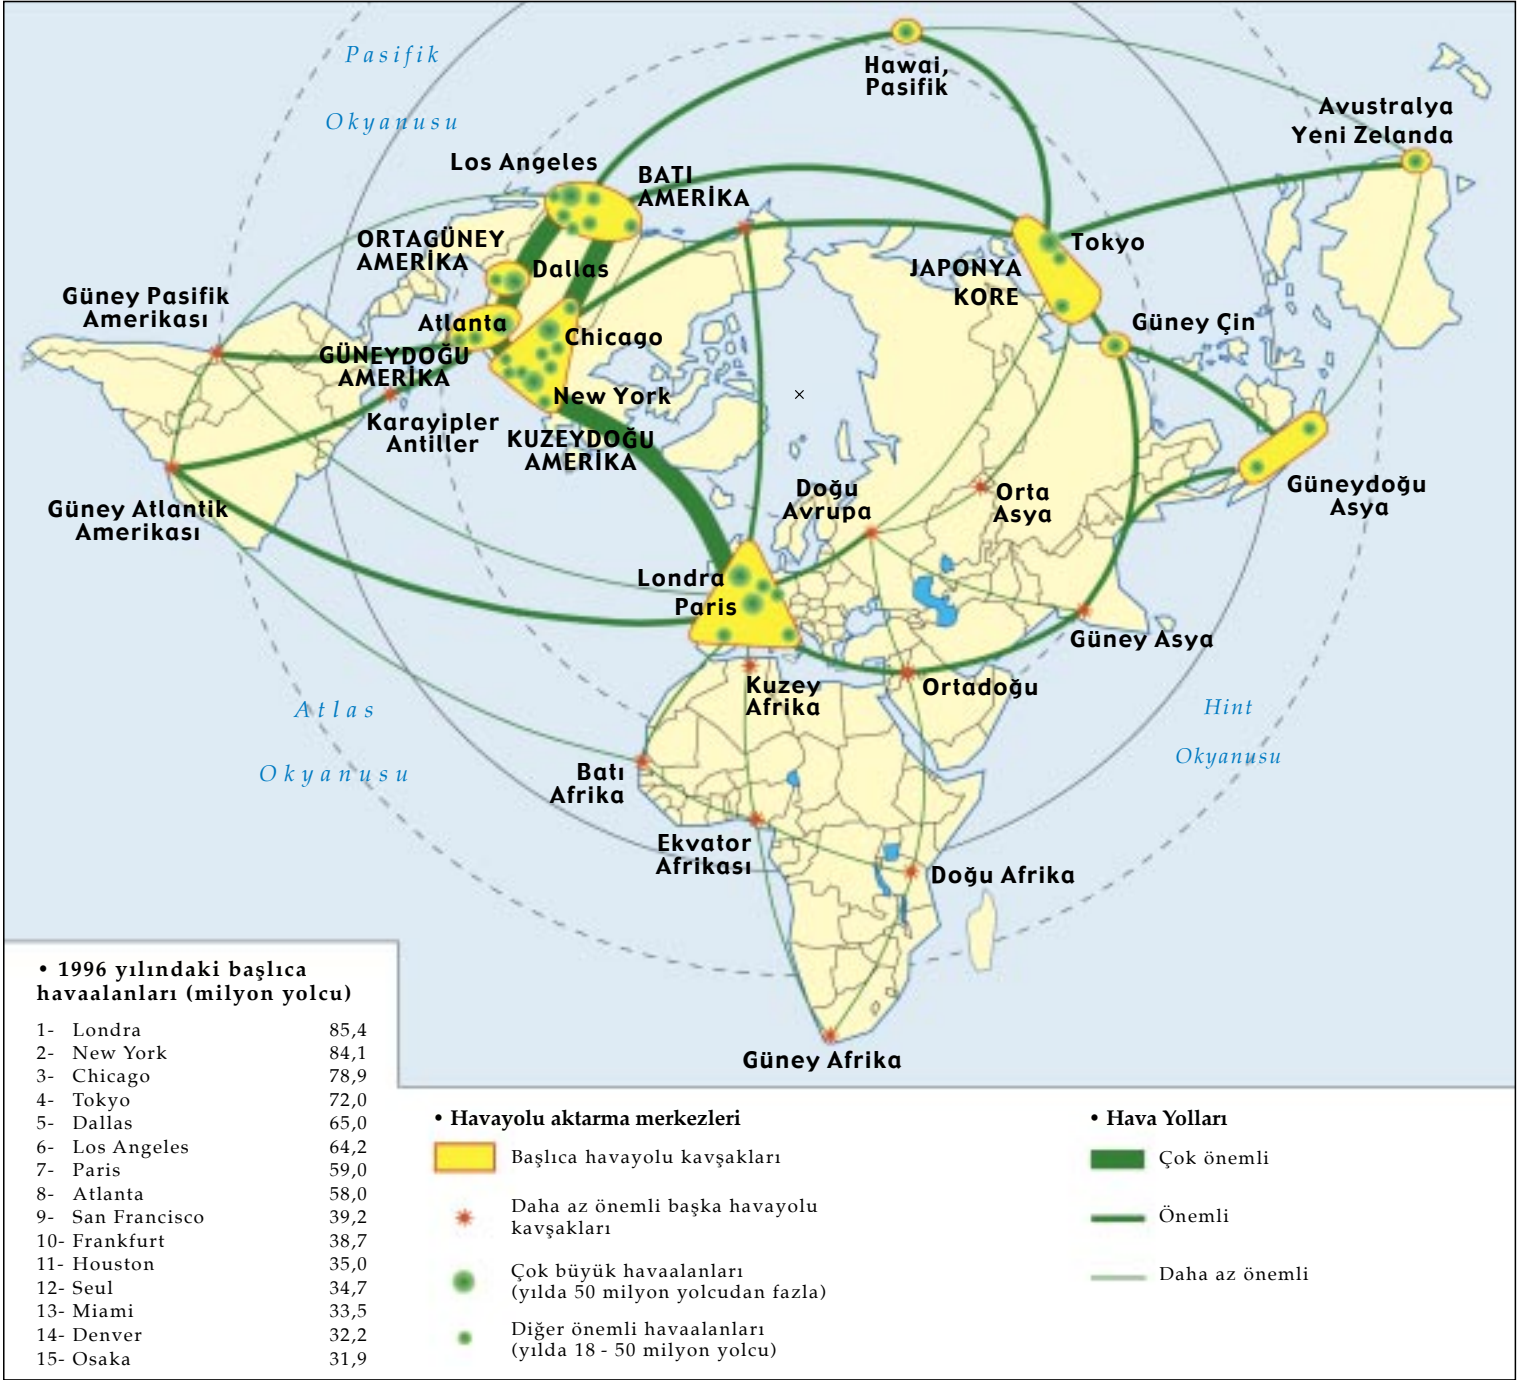 Pasifik
Okyanusu
Hawai,
Pasifik
Avustralya
Yeni Zelanda
Los Angeles
BATI
AMERİKA
ORTAGÜNEY
AMERİKA
Dallas
Tokyo
JAPONYA
KORE
Güney Pasifik
Amerikası
Atlanta
Chicago
Güney Çin
GÜNEYDOĞU
AMERİKA
New York
Karayipler
Antiller
KUZEYDOĞU
AMERİKA
Güney Atlantik
Amerikası
Doğu
Avrupa
Orta
Asya
Güneydoğu
Asya
Londra
Paris
Güney Asya
Kuzey
Afrika
Ortadoğu
Atlas
Okyanusu
Hint
Okyanusu
Batı
Afrika
Ekvator
Afrikası
Doğu Afrika
Güney Afrika
• 1996 yılındaki başlıca
havaalanları (milyon yolcu)
1- Londra 85,4
2- New York 84,1
3- Chicago 78,9
4- Tokyo 72,0
5- Dallas 65,0
6- Los Angeles 64,2
7- Paris 59,0
8- Atlanta 58,0
9- San Francisco 39,2
10- Frankfurt 38,7
11- Houston 35,0
12- Seul 34,7
13- Miami 33,5
14- Denver 32,2
15- Osaka 31,9
• Havayolu aktarma merkezleri
Başlıca havayolu kavşakları
Daha az önemli başka havayolu
kavşakları
Çok büyük havaalanları
(yılda 50 milyon yolcudan fazla)
Diğer önemli havaalanları
(yılda 18 - 50 milyon yolcu)
• Hava Yolları
Çok önemli
Önemli
Daha az önemli